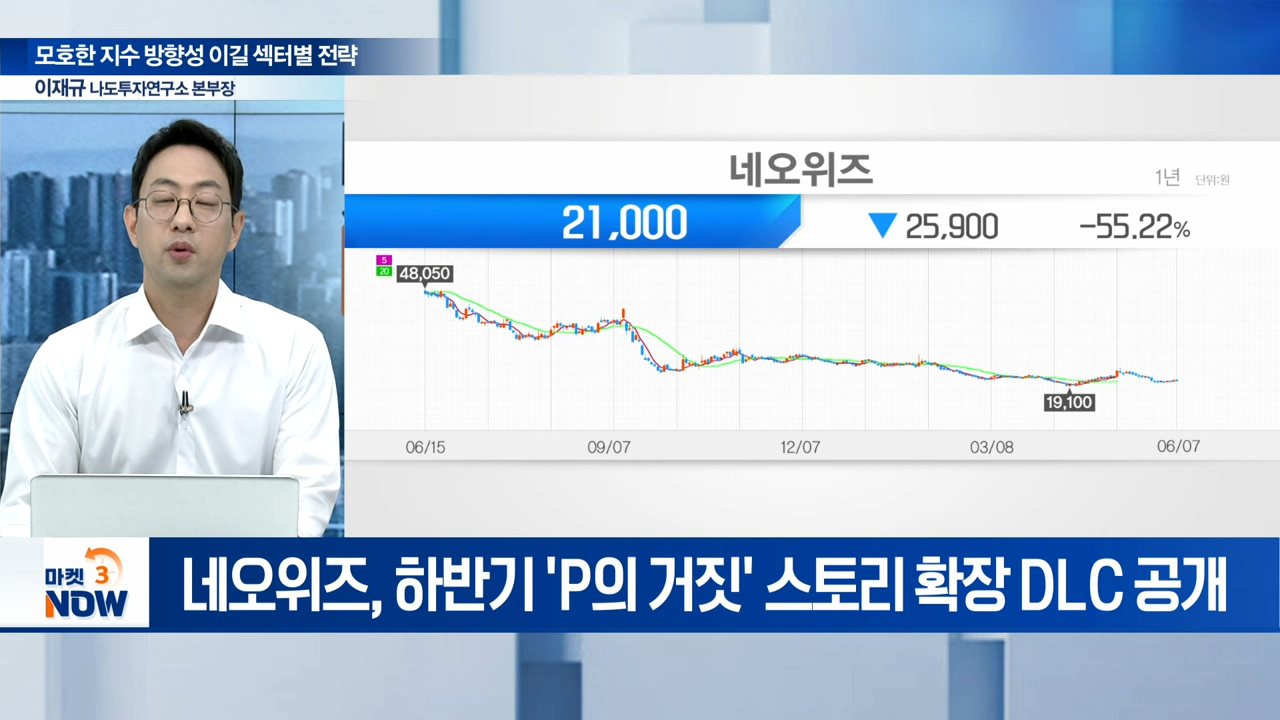 모호한 지수 방향성 이길 섹터별 전략
이재규 나도투자연구소 본부장
네오위즈
1년 단위:원
21,000 ▼ 25,900 -55.22%
5
20
48,050
19,100
06/15 09/07 12/07 03/08 06/07
마켓 3
NOW
네오위즈, 하반기 'P의 거짓' 스토리 확장 DLC 공개